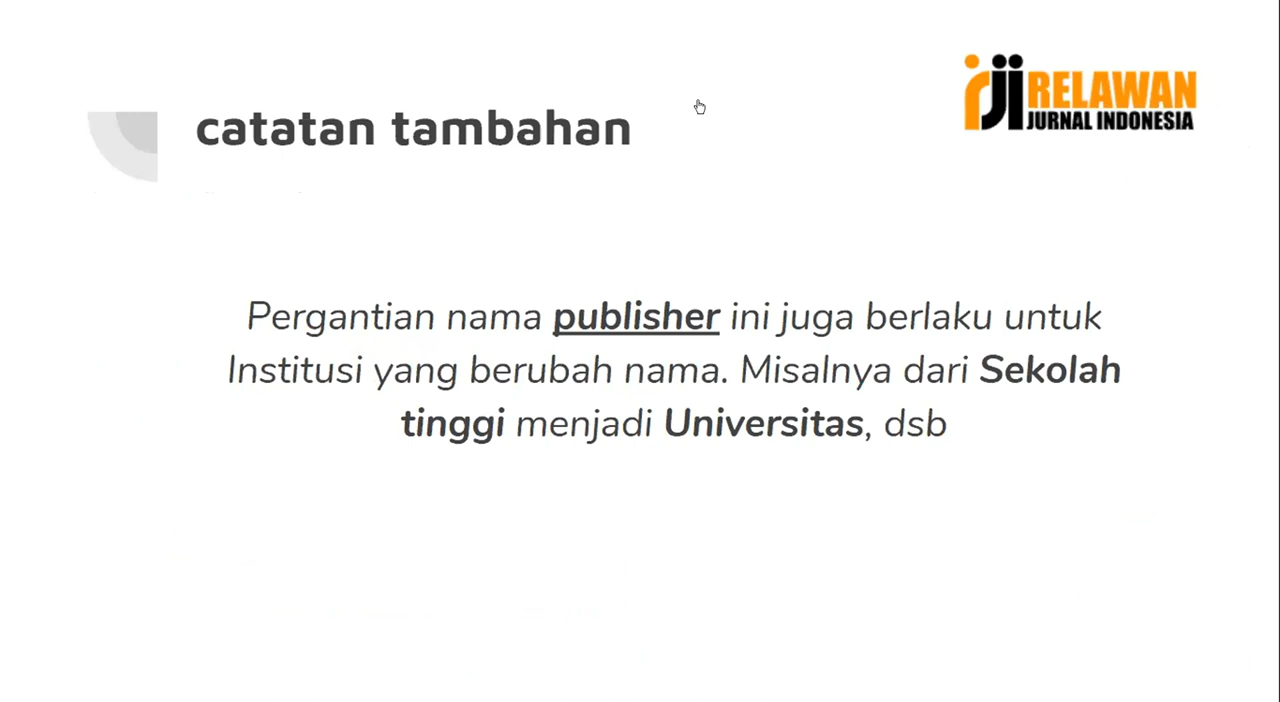 RELAWAN
JURNAL INDONESIA
catatan tambahan
Pergantian nama publisher ini juga berlaku untuk
Institusi yang berubah nama. Misalnya dari Sekolah
tinggi menjadi Universitas, dsb